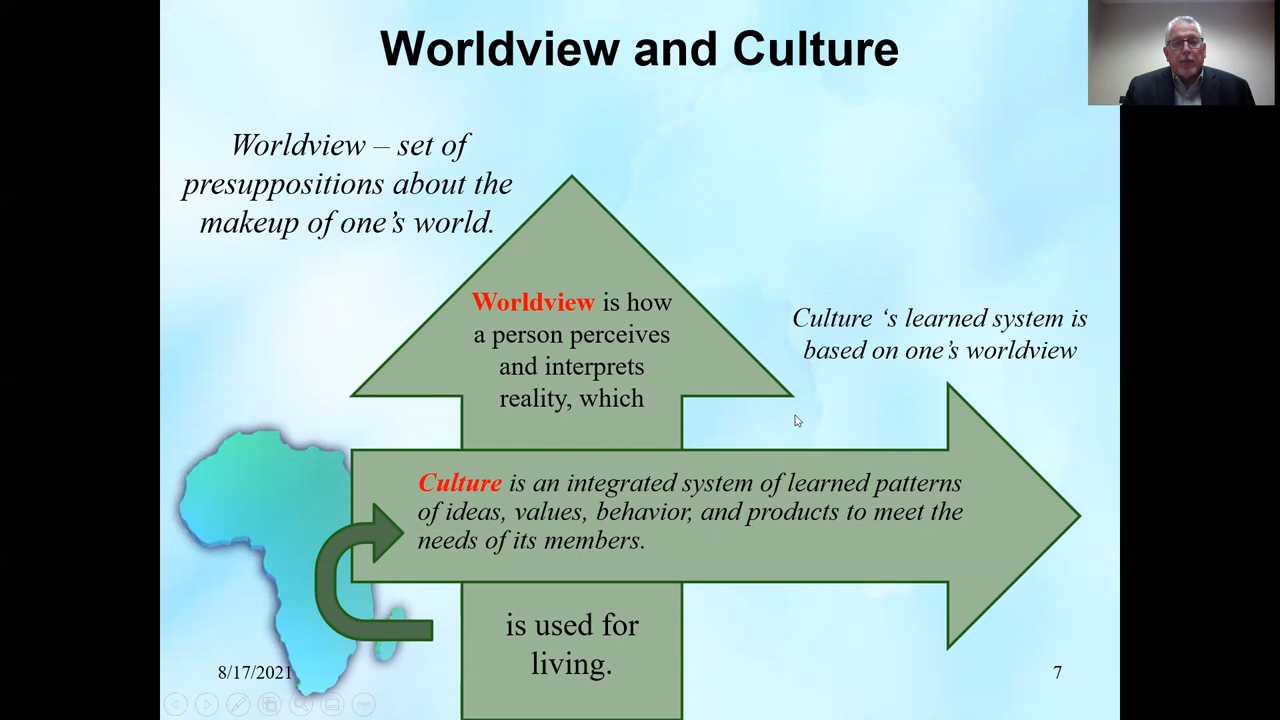 Worldview and Culture
Worldview – set of
presuppositions about the
makeup of one’s world.
Worldview is how
a person perceives
and interprets
reality, which
Culture ‘s learned system is
based on one’s worldview
Culture is an integrated system of learned patterns
of ideas, values, behavior, and products to meet the
needs of its members.
is used for
living.
8/17/2021
7